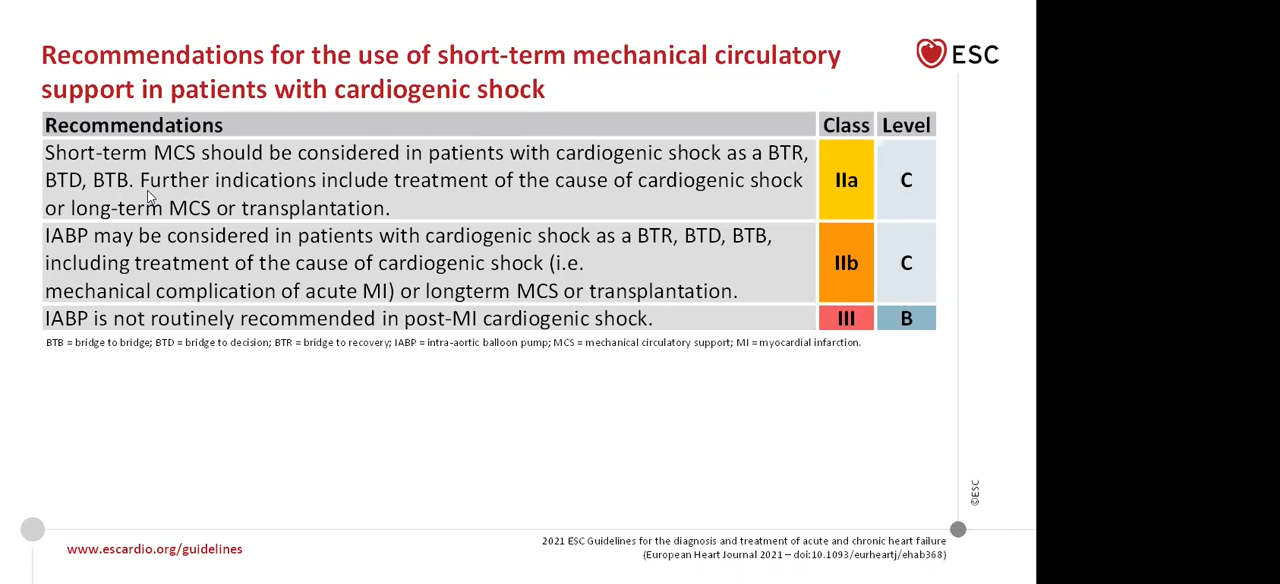 Recommendations for the use of short-term mechanical circulatory
support in patients with cardiogenic shock
ESC
Recommendations Class Level
Short-term MCS should be considered in patients with cardiogenic shock as a BTR,
BTD, BTB. Further indications include treatment of the cause of cardiogenic shock
or long-term MCS or transplantation.
IIa C
IABP may be considered in patients with cardiogenic shock as a BTR, BTD, BTB,
including treatment of the cause of cardiogenic shock (i.e.
mechanical complication of acute MI) or longterm MCS or transplantation.
IIb C
IABP is not routinely recommended in post-MI cardiogenic shock. III B
BTB = bridge to bridge; BTD = bridge to decision; BTR = bridge to recovery; IABP = intra-aortic balloon pump; MCS = mechanical circulatory support; MI = myocardial infarction.
©ESC
www.escardio.org/guidelines
2021 ESC Guidelines for the diagnosis and treatment of acute and chronic heart failure
(European Heart Journal 2021 – doi:10.1093/eurheartj/ehab368)